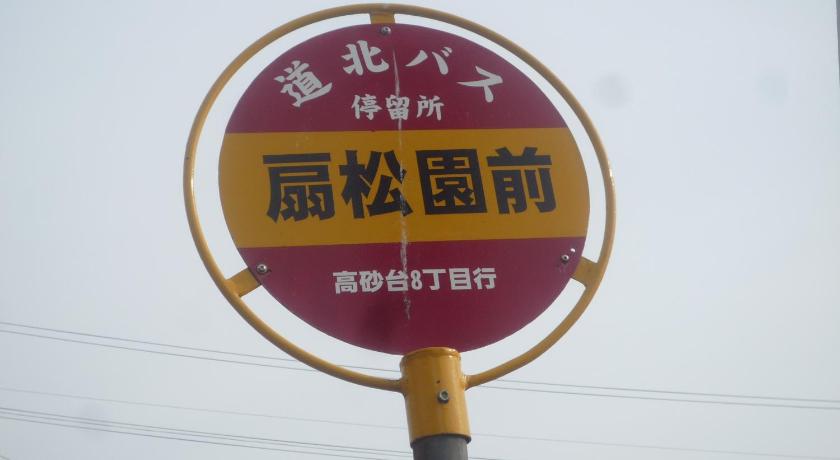 道北バス
停留所
扇松園前
高砂台8丁目行